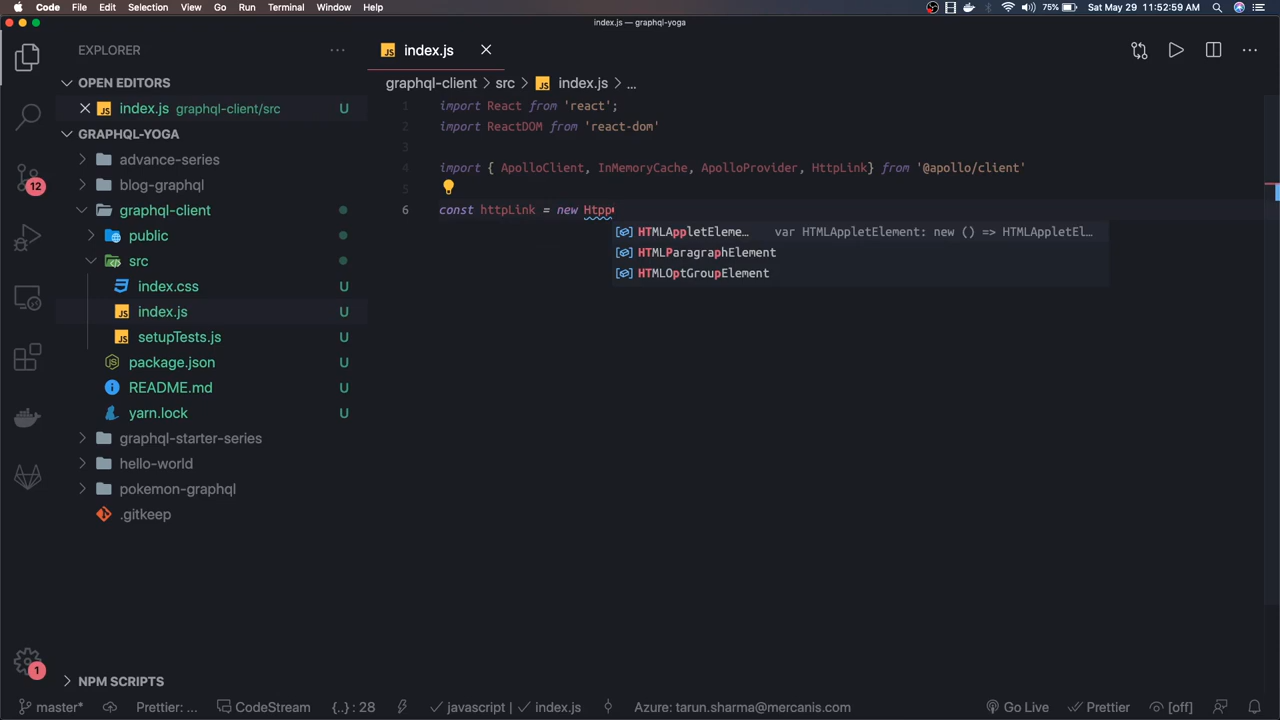 Code File Edit Selection View Go Run Terminal Window Help 75% Sat May 29 11:52:59 AM
index.js — graphql-yoga
EXPLORER
OPEN EDITORS
index.js graphql-client/src U
GRAPHQL-YOGA
advance-series
blog-graphql
graphql-client
public
src
index.css U
index.js U
setupTests.js U
package.json U
README.md U
yarn.lock U
graphql-starter-series
hello-world
pokemon-graphql
.gitkeep
NPM SCRIPTS
12
1
index.js
graphql-client > src > index.js > ...
1 import React from 'react';
2 import ReactDOM from 'react-dom'
3
4 import { ApolloClient, InMemoryCache, ApolloProvider, HttpLink} from '@apollo/client'
5
6 const httpLink = new Htpp
HTMLAppletEleme… var HTMLAppletElement: new () => HTMLAppletEl…
HTMLParagraphElement
HTMLOptGroupElement
master* Prettier: ... CodeStream {..} : 28 javascript | index.js Azure: tarun.sharma@mercanis.com Go Live Prettier [off]